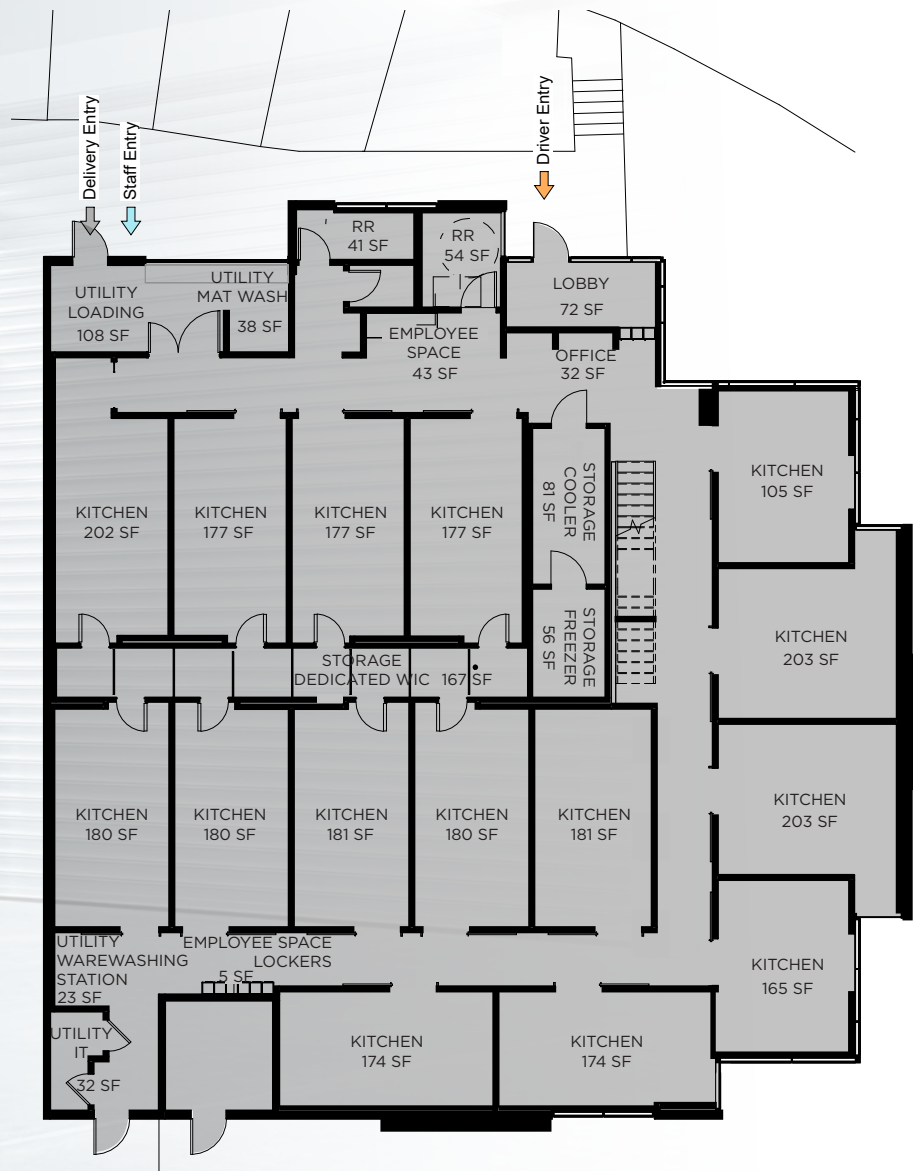 Delivery Entry
Staff Entry
Driver Entry
RR
41 SF
RR
54 SF
UTILITY
LOADING
108 SF
UTILITY
MAT WASH
38 SF
LOBBY
72 SF
EMPLOYEE
SPACE
43 SF
OFFICE
32 SF
KITCHEN
202 SF
KITCHEN
177 SF
KITCHEN
177 SF
KITCHEN
177 SF
STORAGE
COOLER
81 SF
KITCHEN
105 SF
STORAGE
FREEZER
56 SF
KITCHEN
203 SF
STORAGE
DEDICATED WIC 167 SF
KITCHEN
180 SF
KITCHEN
180 SF
KITCHEN
181 SF
KITCHEN
180 SF
KITCHEN
181 SF
KITCHEN
203 SF
UTILITY
WAREWASHING
STATION
23 SF
EMPLOYEE SPACE
LOCKERS
5 SF
KITCHEN
165 SF
UTILITY
IT
32 SF
KITCHEN
174 SF
KITCHEN
174 SF